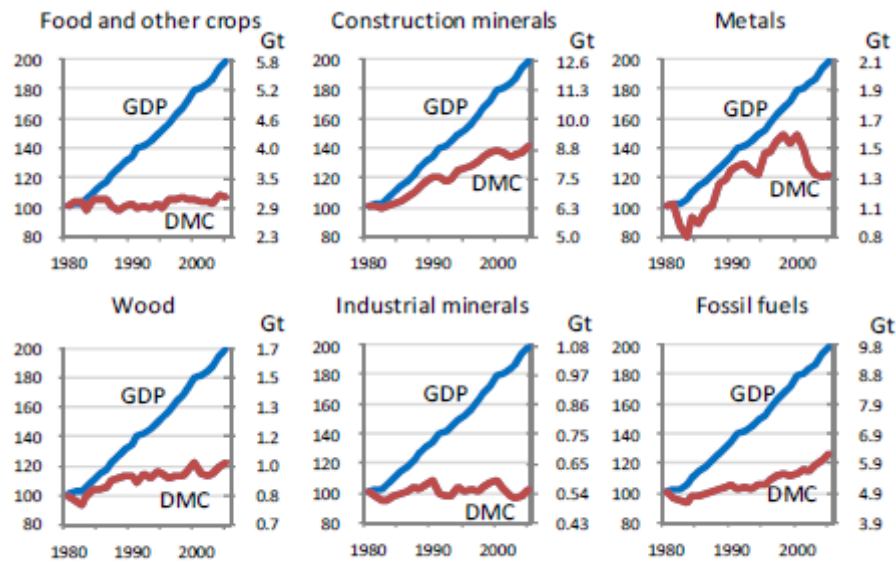 Food and other crops
Gt
200 5.8
180 5.2
160 4.6
140 4.0
120 3.5
100 2.9
80 2.3
GDP
DMC
1980 1990 2000
Construction minerals
Gt
200 12.6
180 11.3
160 10.0
140 8.8
120 7.5
100 6.3
80 5.0
GDP
DMC
1980 1990 2000
Metals
Gt
200 2.1
180 1.9
160 1.7
140 1.5
120 1.3
100 1.1
80 0.8
GDP
DMC
1980 1990 2000
Wood
Gt
200 1.7
180 1.5
160 1.3
140 1.2
120 1.0
100 0.8
80 0.7
GDP
DMC
1980 1990 2000
Industrial minerals
Gt
200 1.08
180 0.97
160 0.86
140 0.75
120 0.65
100 0.54
80 0.43
GDP
DMC
1980 1990 2000
Fossil fuels
Gt
200 9.8
180 8.8
160 7.9
140 6.9
120 5.9
100 4.9
80 3.9
GDP
DMC
1980 1990 2000